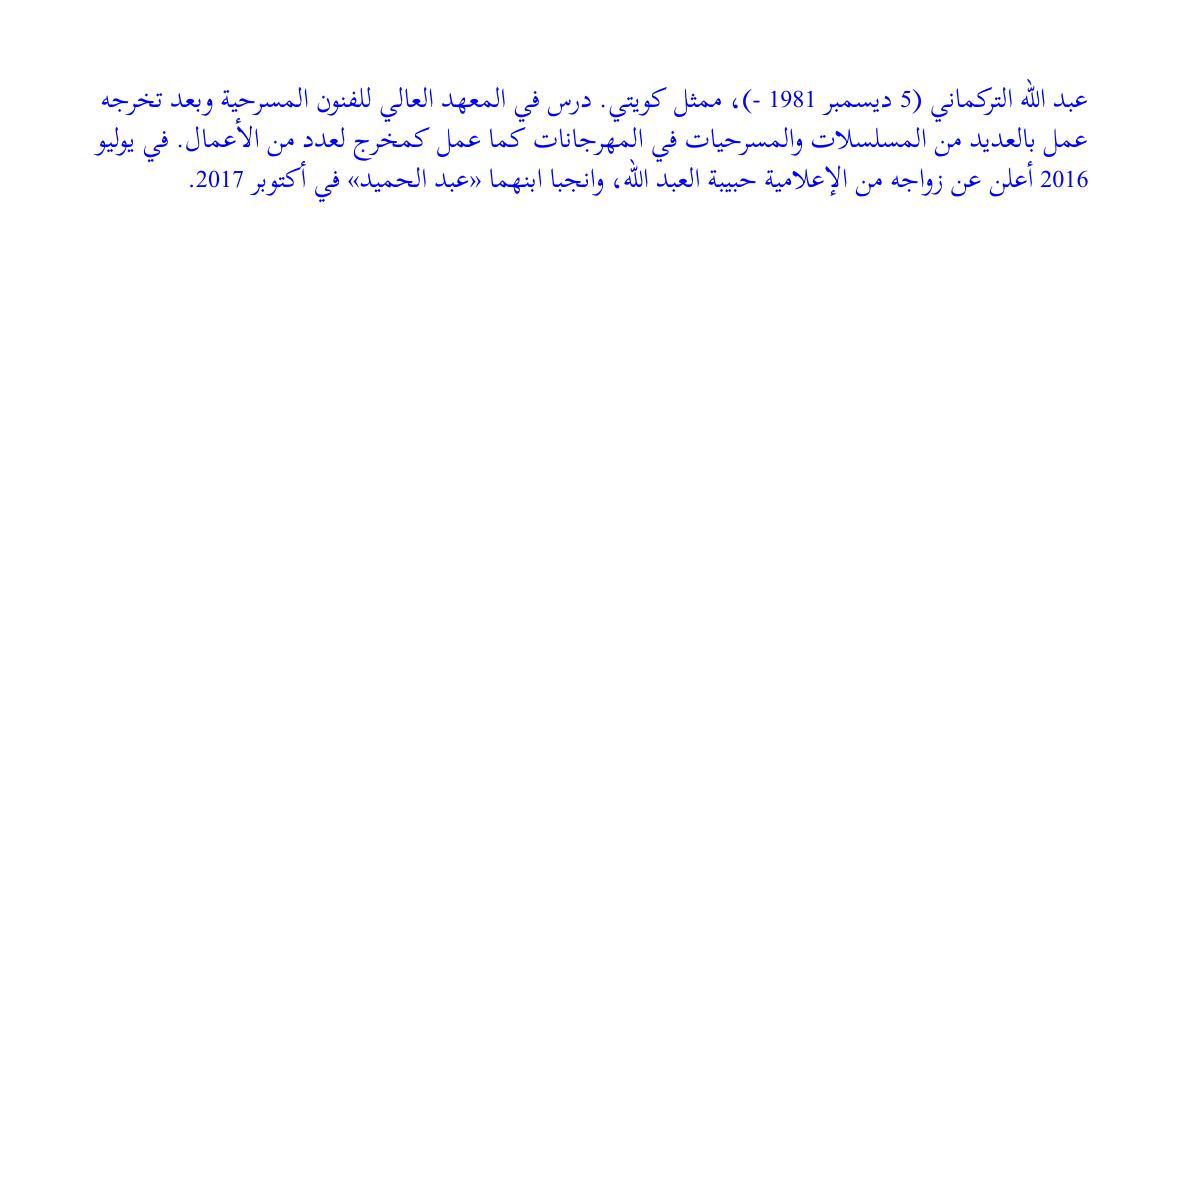 عبد الله التركماني (5 ديسمبر 1981 -)، ممثل كويتي. درس في المعهد العالي للفنون المسرحية وبعد تخرجه
عمل بالعديد من المسلسلات والمسرحيات في المهرجانات كما عمل كمخرج لعدد من الأعمال. في يوليو
2016 أعلن عن زواجه من الإعلامية حبيبة العبد الله، وانجبا ابنهما «عبد الحميد» في أكتوبر 2017.